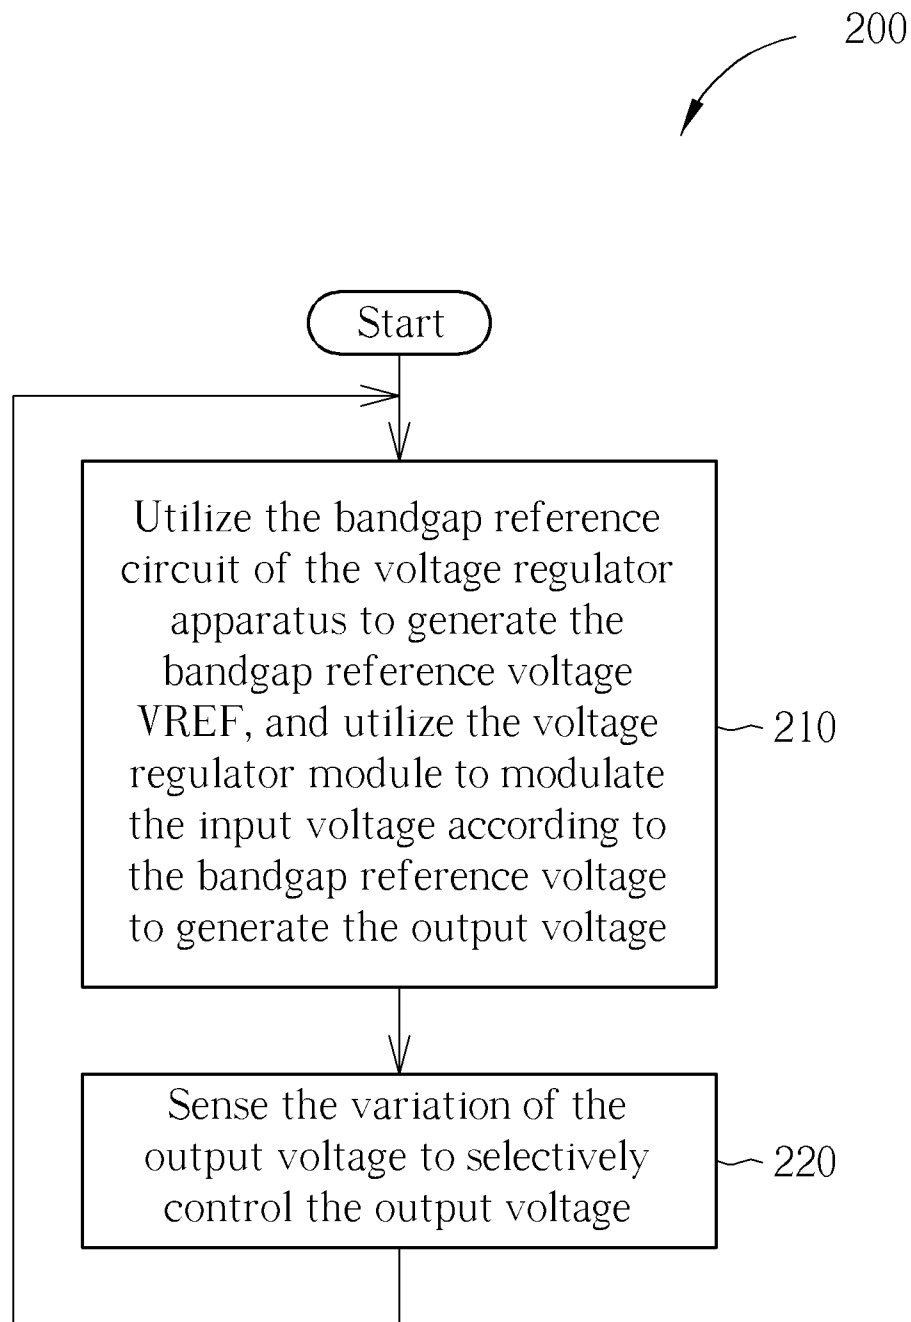 200
Start
Utilize the bandgap reference
circuit of the voltage regulator
apparatus to generate the
bandgap reference voltage
VREF, and utilize the voltage
regulator module to modulate
the input voltage according to
the bandgap reference voltage
to generate the output voltage
210
Sense the variation of the
output voltage to selectively
control the output voltage
220